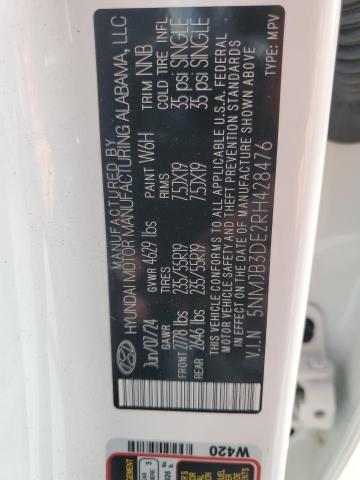 MANUFACTURED BY
HYUNDAI MOTOR MANUFACTURING ALABAMA, LLC
Jun/07/24 GVWR 4629 lbs PAINT W6H TRIM NNB
GAWR TIRES RIMS COLD TIRE INFL
FRONT 2778 lbs 235/55R19 7.5JX19 35 psi SINGLE
REAR 2646 lbs 235/55R19 7.5JX19 35 psi SINGLE
THIS VEHICLE CONFORMS TO ALL APPLICABLE U.S.A. FEDERAL
MOTOR VEHICLE SAFETY AND THEFT PREVENTION
STANDARDS IN EFFECT ON THE DATE OF MANUFACTURE SHOWN ABOVE
V.I.N 5NMJB3DE2RH428476 TYPE: MPV
W420
3